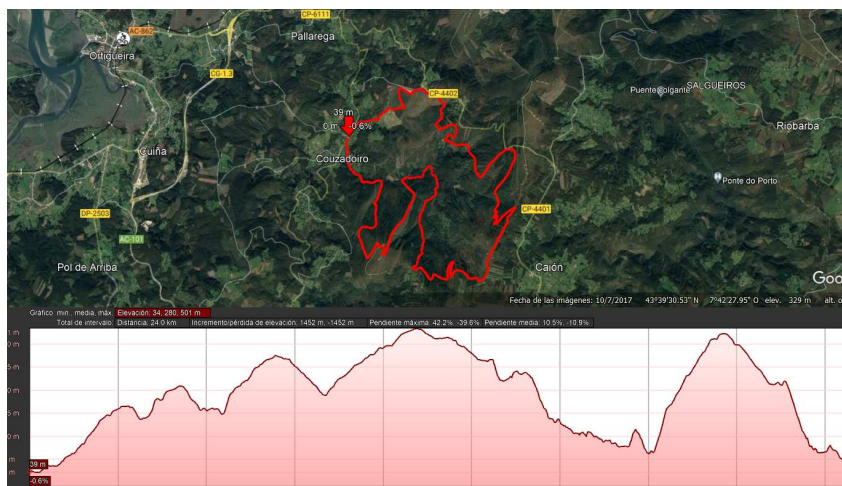 CP-6111
AC-862
Pallarega
Ortigueira
CG-1.3
SALGUEIROS
CP-4402
Puente colgante
39 m
0 m -0.6%
Riobarba
Cuiña
Couzadoiro
Ponte do Porto
DP-2503
CP-4401
AC-101
Pol de Arriba
Caión
Goo
Fecha de las imágenes: 10/7/2017 43°39'30.53" N 7°42'27.95" O elev. 329 m alt. o
Gráfico: min., media, máx. Elevación: 34, 280, 501 m
Total de intervalo: Distancia: 24.0 km Incremento/pérdida de elevación: 1452 m, -1452 m Pendiente máxima: 42.2%, -39.6% Pendiente media: 10.5%, -10.9%
39 m
-0.6%